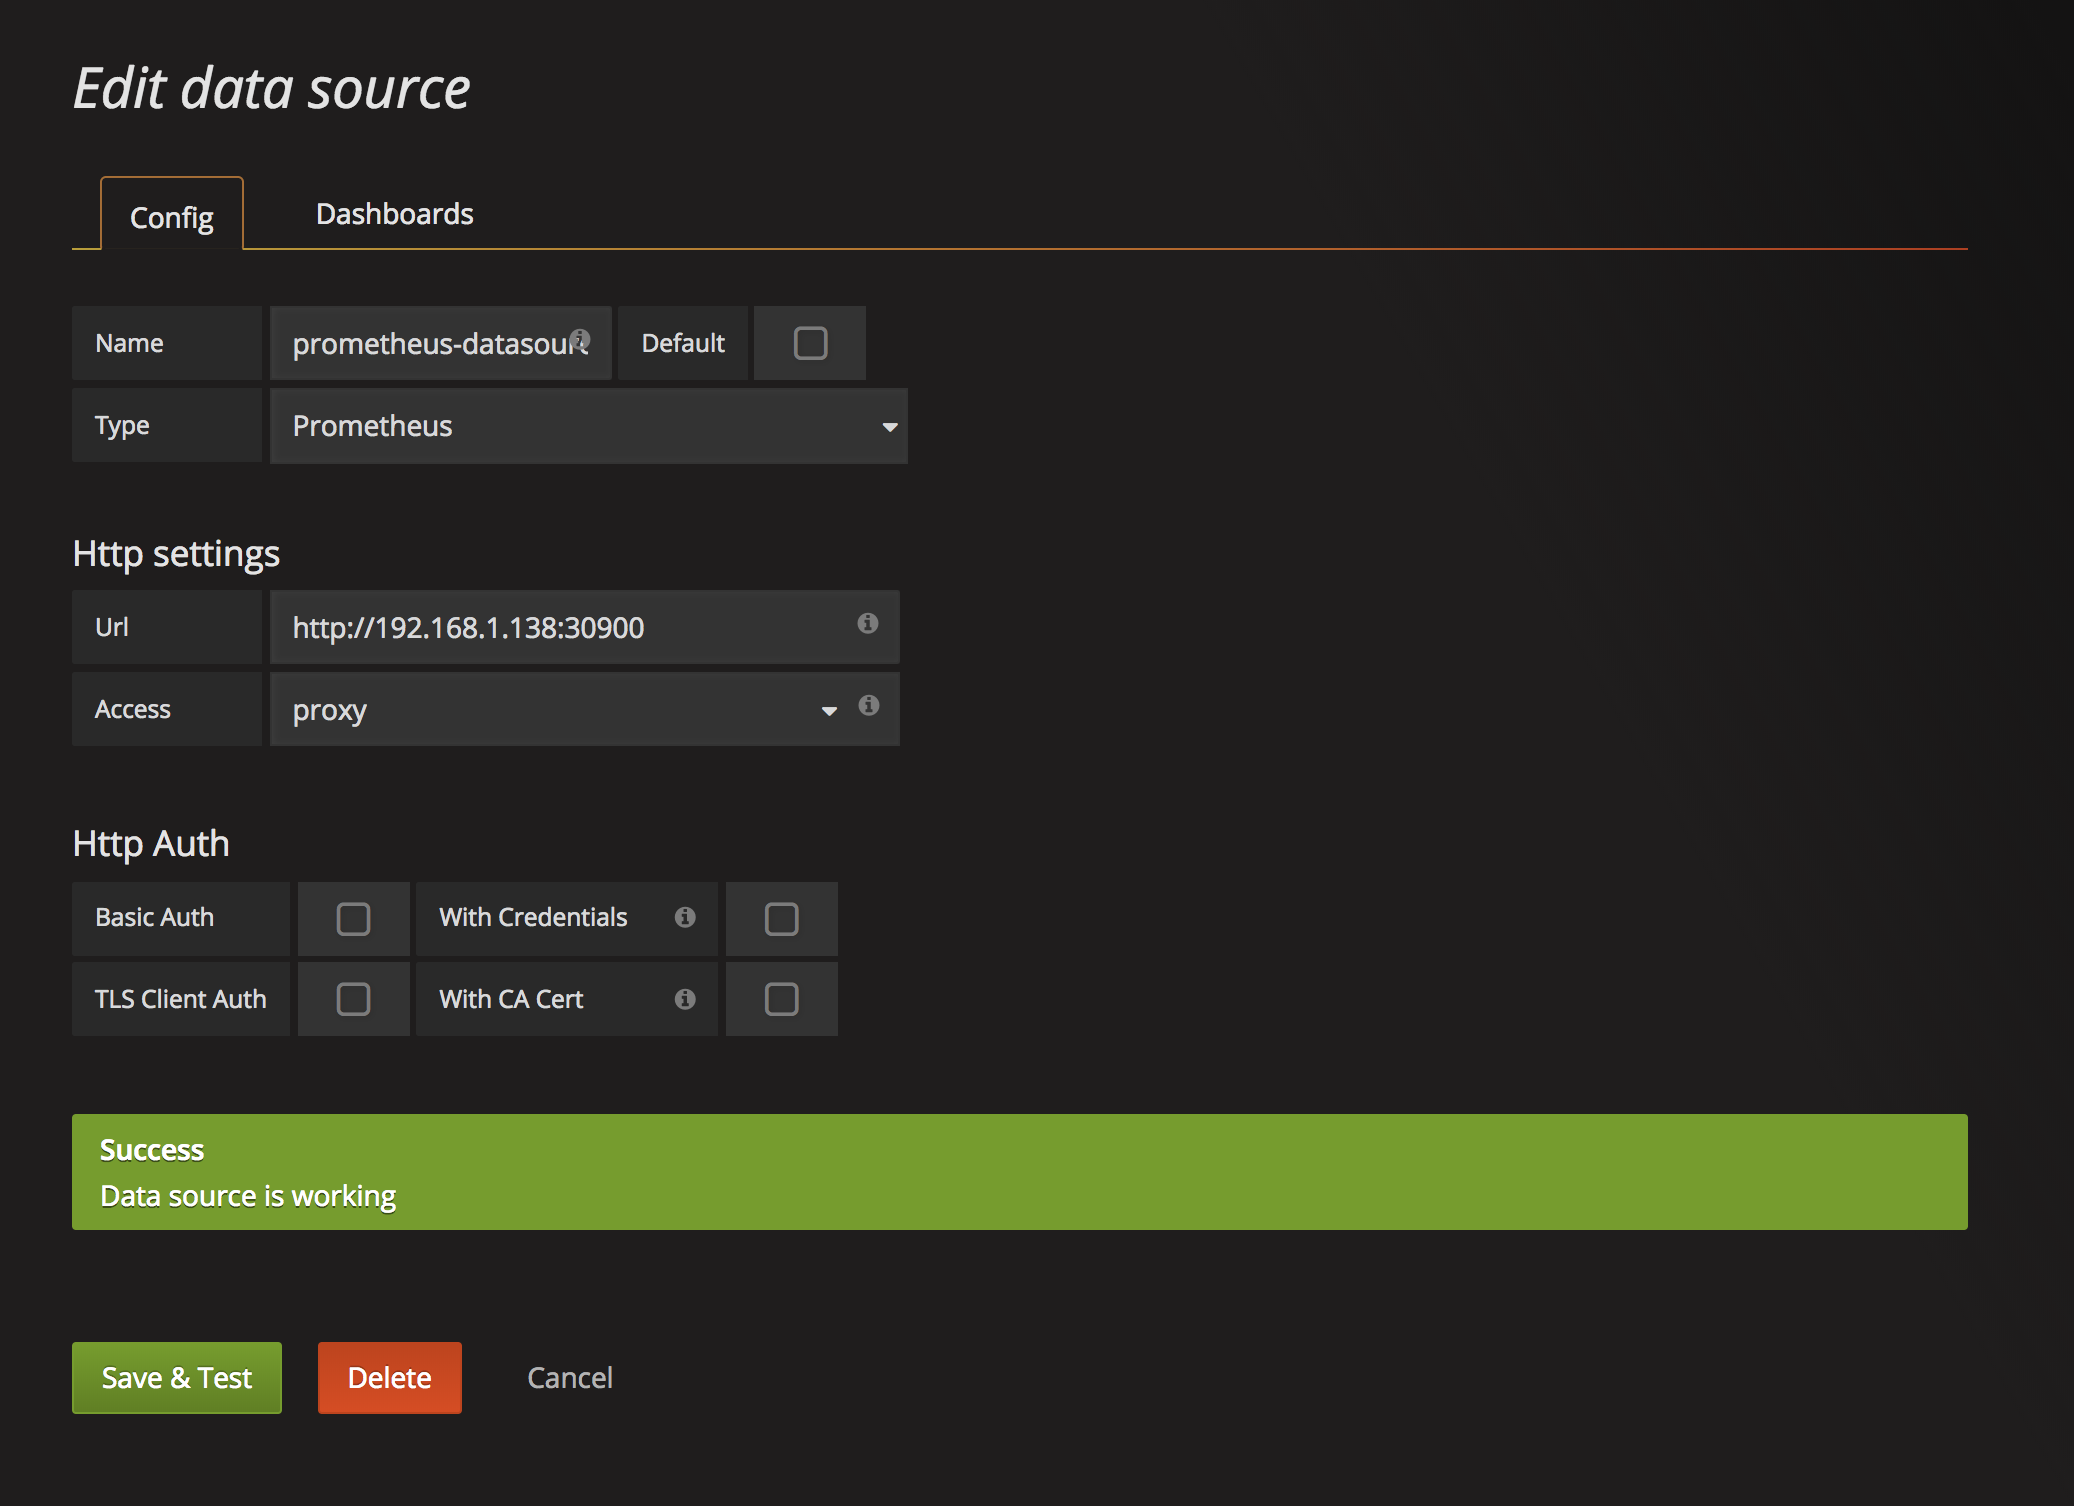 Edit data source
Config Dashboards
Name prometheus-datasour Default
Type Prometheus
Http settings
Url http://192.168.1.138:30900
Access proxy
Http Auth
Basic Auth With Credentials
TLS Client Auth With CA Cert
Success
Data source is working
Save & Test Delete Cancel